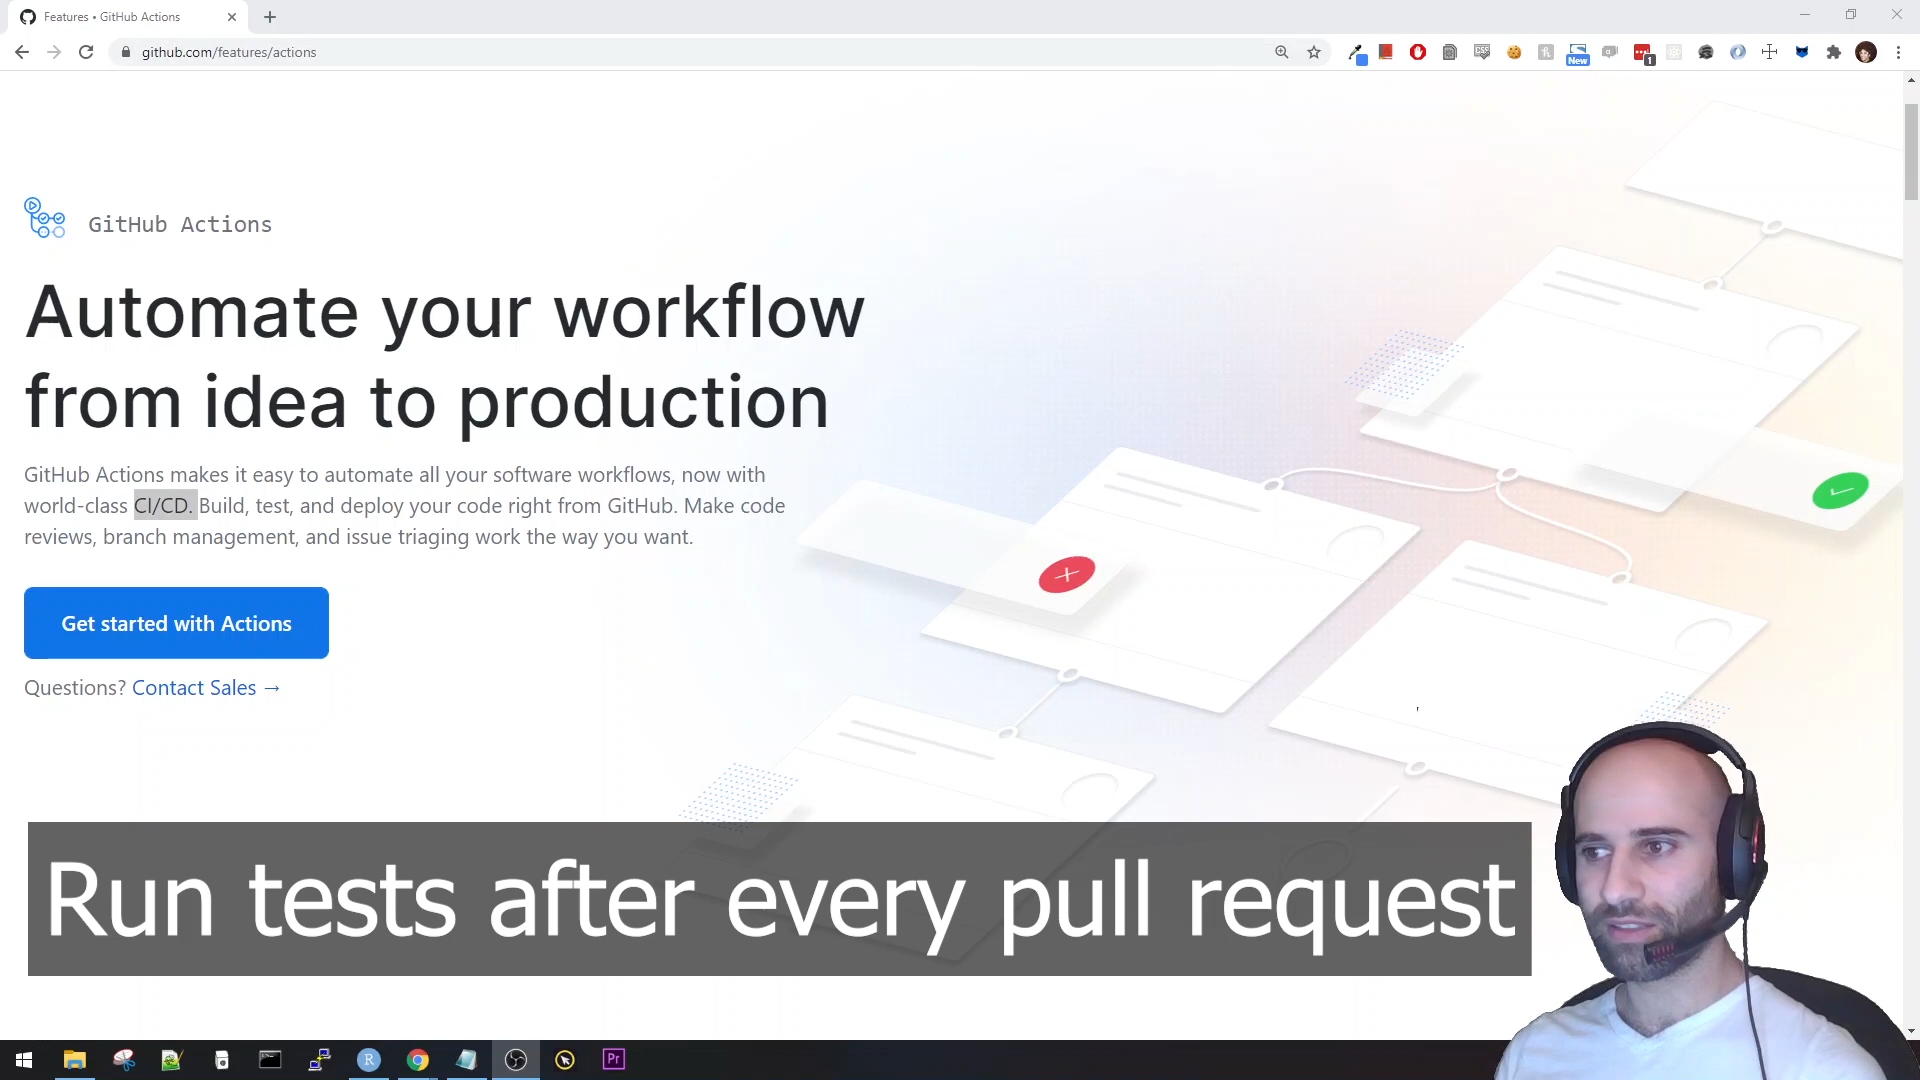 Features • GitHub Actions
github.com/features/actions
New
1
GitHub Actions
Automate your workflow
from idea to production
GitHub Actions makes it easy to automate all your software workflows, now with
world-class CI/CD. Build, test, and deploy your code right from GitHub. Make code
reviews, branch management, and issue triaging work the way you want.
Get started with Actions
Questions? Contact Sales →
Run tests after every pull request
R
Pr